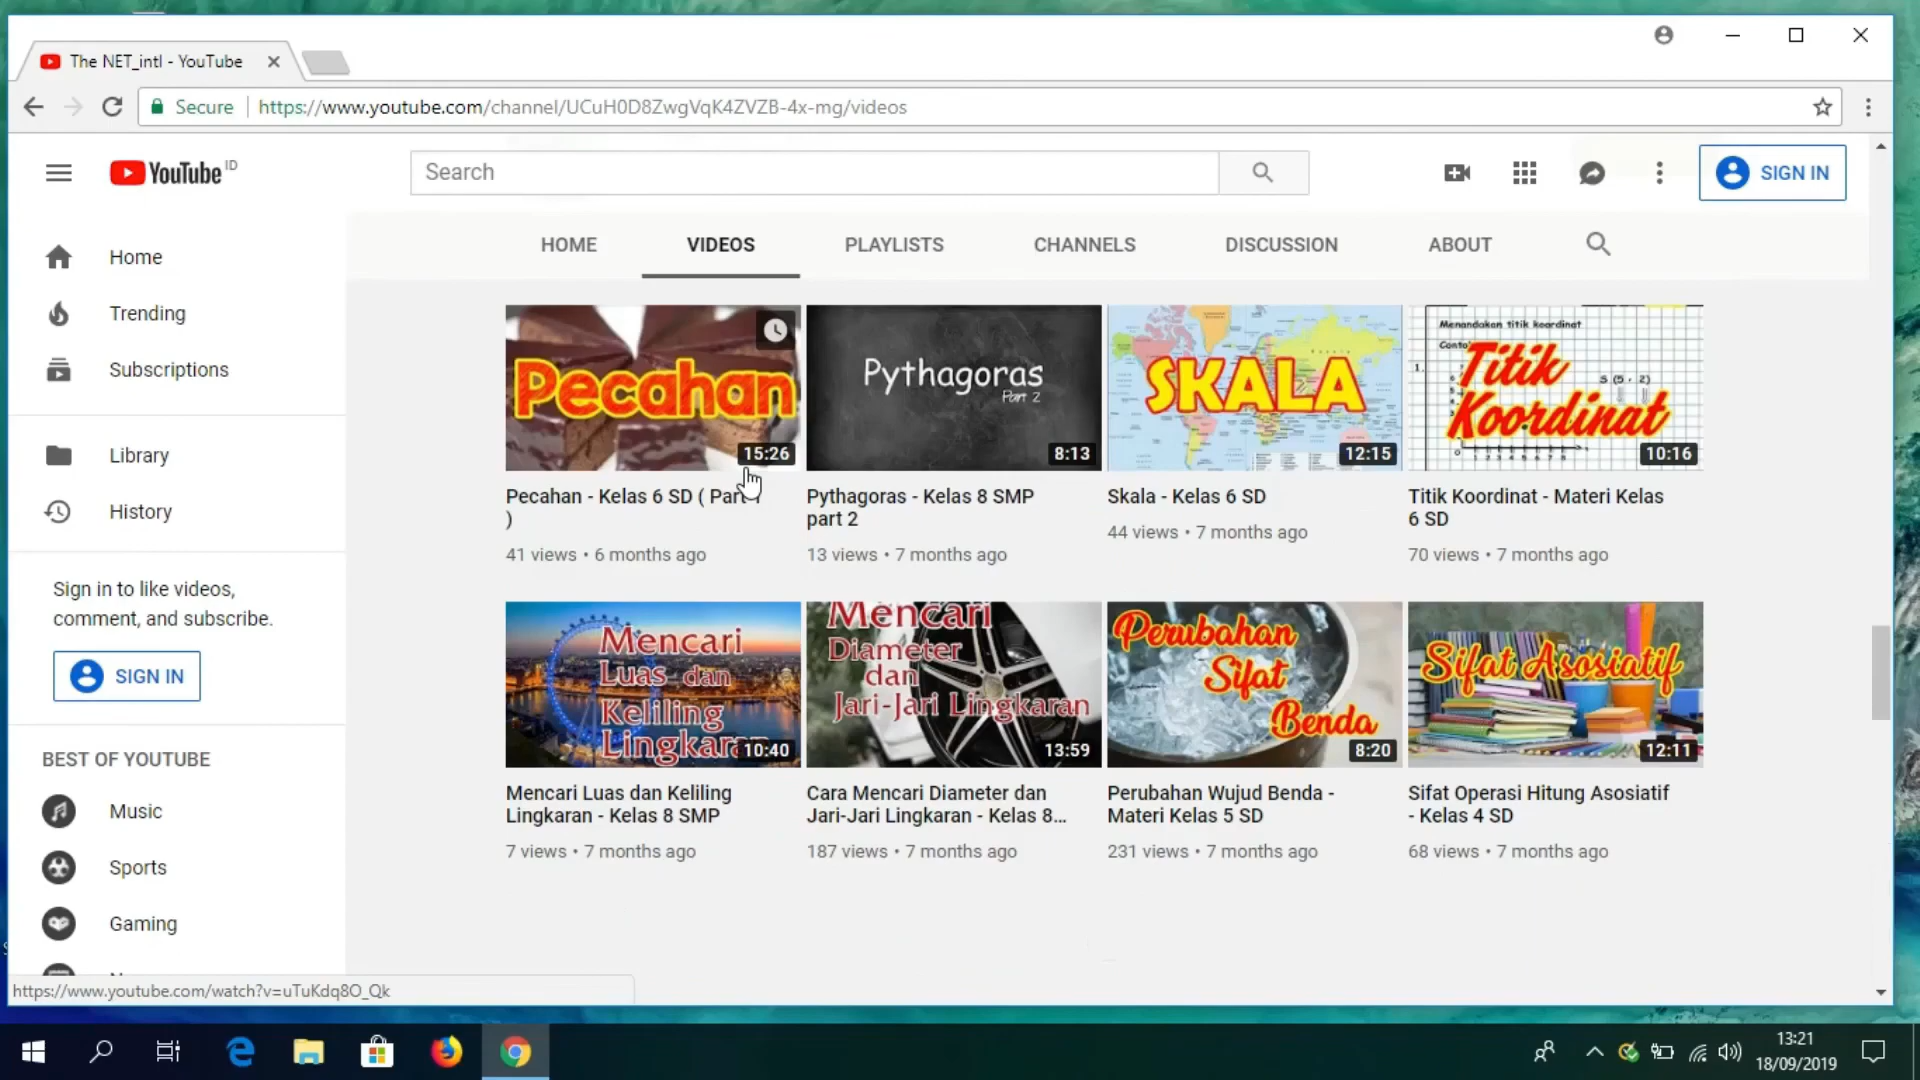 The NET_intl - YouTube
Secure
https://www.youtube.com/channel/UCuH0D8ZwgVqK4ZVZB-4x-mg/videos
YouTube ID
Search
SIGN IN
HOME
VIDEOS
PLAYLISTS
CHANNELS
DISCUSSION
ABOUT
Home
Trending
Subscriptions
Library
History
Sign in to like videos,
comment, and subscribe.
SIGN IN
BEST OF YOUTUBE
Music
Sports
Gaming
Pecahan
15:26
Pecahan - Kelas 6 SD ( Part
)
41 views • 6 months ago
Pythagoras
Part 2
8:13
Pythagoras - Kelas 8 SMP
part 2
13 views • 7 months ago
SKALA
12:15
Skala - Kelas 6 SD
44 views • 7 months ago
Menandakan titik koordinat
1.
S (5 , 2)
Titik
Koordinat
10:16
Titik Koordinat - Materi Kelas
6 SD
70 views • 7 months ago
Mencari
Luas dan
Keliling
Lingkaran
10:40
Mencari Luas dan Keliling
Lingkaran - Kelas 8 SMP
7 views • 7 months ago
Mencari
Diameter
dan
Jari-Jari Lingkaran
13:59
Cara Mencari Diameter dan
Jari-Jari Lingkaran - Kelas 8...
187 views • 7 months ago
Perubahan
Sifat
Benda
8:20
Perubahan Wujud Benda -
Materi Kelas 5 SD
231 views • 7 months ago
Sifat Asosiatif
12:11
Sifat Operasi Hitung Asosiatif
- Kelas 4 SD
68 views • 7 months ago
https://www.youtube.com/watch?v=uTuKdq8O_Qk
13:21
18/09/2019